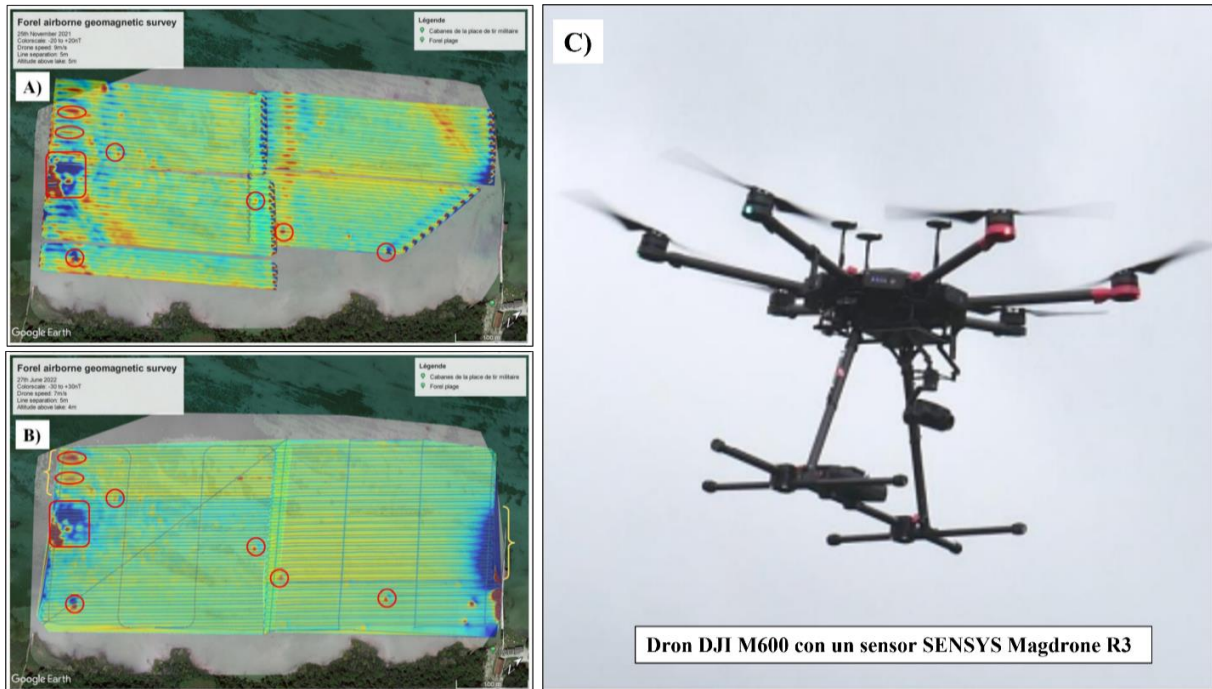 A)
Forel airborne geomagnetic survey
25th November 2021
Colorscale: -20 to +20nT
Drone speed: 9m/s
Line separation: 5m
Altitude above lake: 5m
Légende
Cabanes de la place de tir militaire
Forel plage
Google Earth
100 m
B)
Forel airborne geomagnetic survey
27th June 2022
Colorscale: -30 to +30nT
Drone speed: 7m/s
Line separation: 5m
Altitude above lake: 4m
Légende
Cabanes de la place de tir militaire
Forel plage
Google Earth
100 m
C)
Dron DJI M600 con un sensor SENSYS Magdrone R3